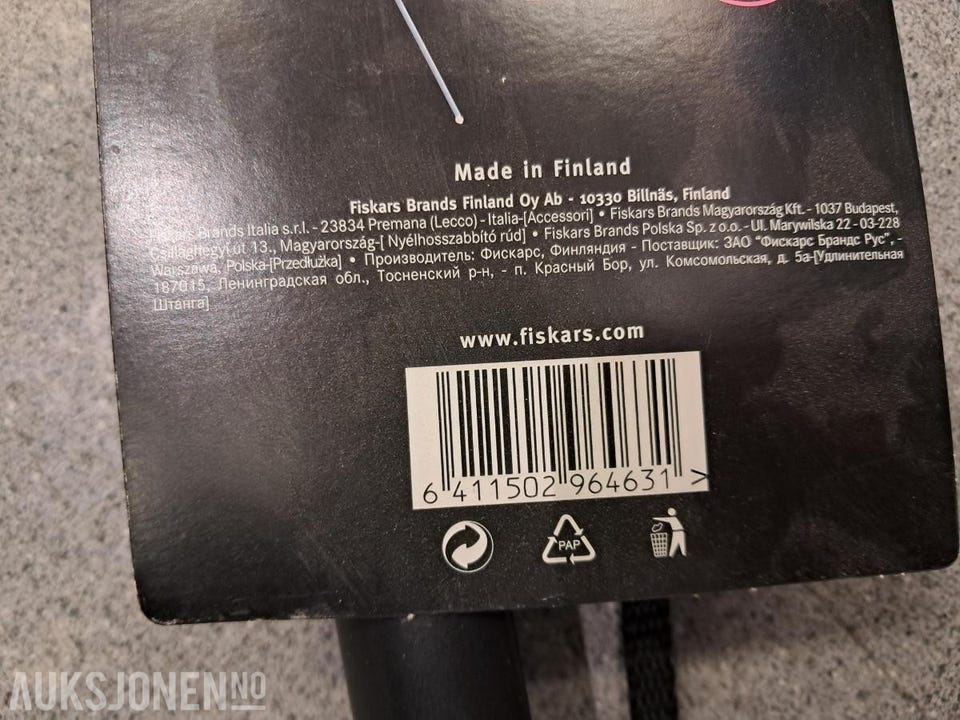 Made in Finland
Fiskars Brands Finland Oy Ab - 10330 Billnäs, Finland
Brands Italia s.r.l. - 23834 Premana (Lecco) - Italia-[Accessori] • Fiskars Brands Magyarország Kft. - 1037 Budapest,
Csillaghegyi út 13., Magyarország-[ Nyélhosszabbító rúd] • Fiskars Brands Polska Sp. z o.o. - Ul. Marywilska 22 - 03-228
Warszawa, Polska-[Przedłużka] • Производитель: Фискарс, Финляндия - Поставщик: ЗАО "Фискарс Брандс Рус", -
187015, Ленинградская обл., Тосненский р-н, - п. Красный Бор, ул. Комсомольская, д. 5а-[Удлинительная
Штанга]
www.fiskars.com
6 411502 964631 >
PAP
AUKSJONEN.NO